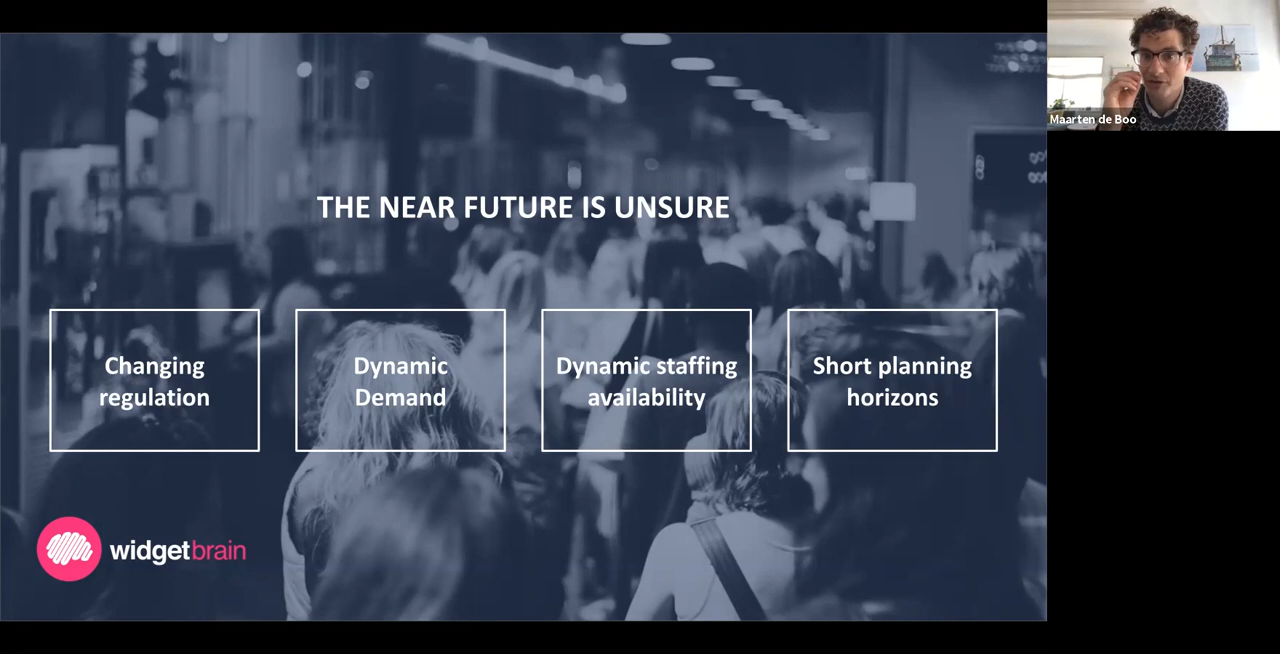 THE NEAR FUTURE IS UNSURE
Changing
regulation
Dynamic
Demand
Dynamic staffing
availability
Short planning
horizons
widgetbrain
Maarten de Boo